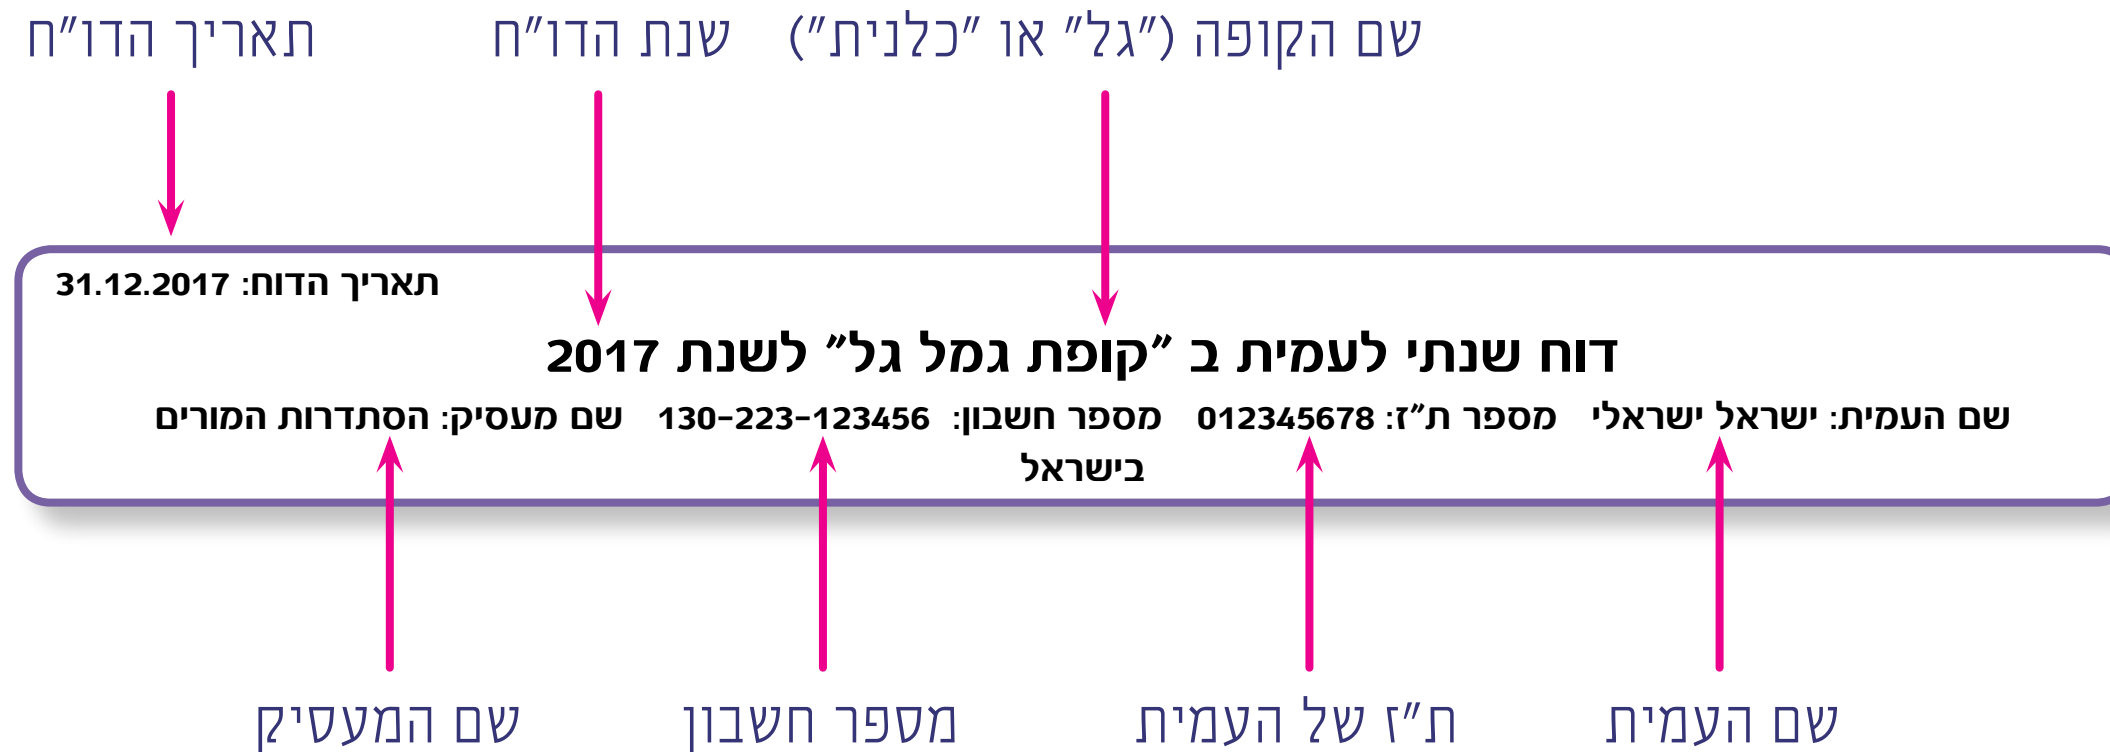 שם הקופה ("גל" או "כלנית") שנת הדו"ח תאריך הדו"ח
תאריך הדוח: 31.12.2017
דוח שנתי לעמית ב "קופת גמל גל" לשנת 2017
שם העמית: ישראל ישראלי מספר ת"ז: 012345678 מספר חשבון: 130-223-123456 שם מעסיק: הסתדרות המורים
בישראל
שם העמית ת"ז של העמית מספר חשבון שם המעסיק